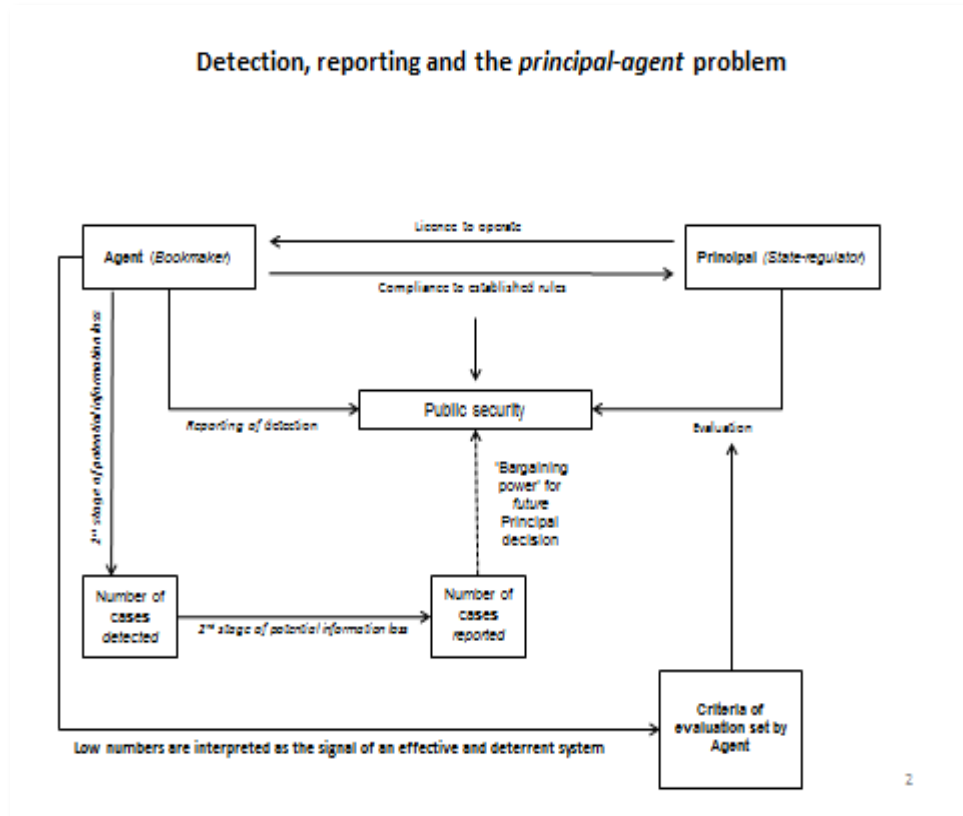 Detection, reporting and the principal-agent problem
Licence to operate
Agent (Bookmaker)
Principal (State-regulator)
Compliance to established rules
2nd stage of potential information loss
Public security
Reporting of detection
Evaluation
'Bargaining
power' for
future
Principal
decision
Number of
cases
detected
2nd stage of potential information loss
Number of
cases
reported
Criteria of
evaluation set by
Agent
Low numbers are interpreted as the signal of an effective and deterrent system
2